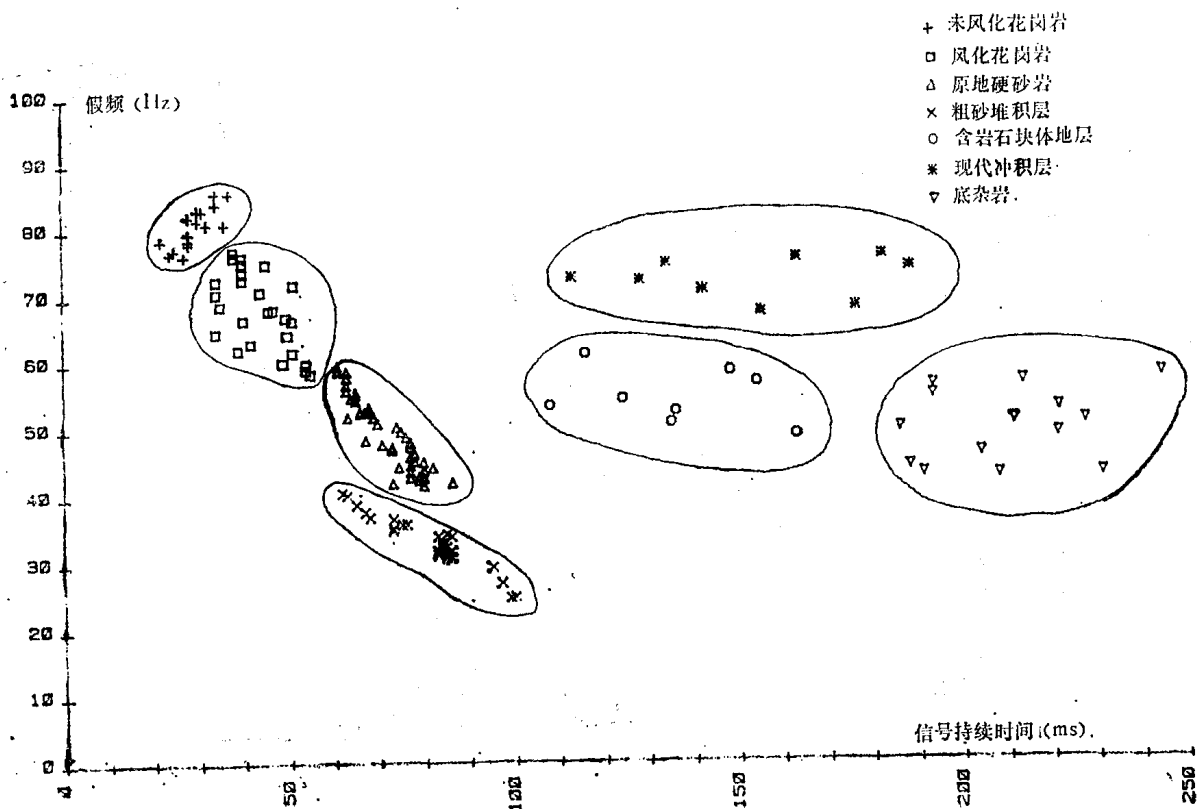 + 未风化花岗岩
□ 风化花岗岩
△ 原地硬砂岩
× 粗砂堆积层
○ 含岩石块体地层
* 现代冲积层
▽ 底杂岩
假频 (Hz)
100
90
80
70
60
50
40
30
20
10
0
信号持续时间 (ms)
0
50
100
150
200
250